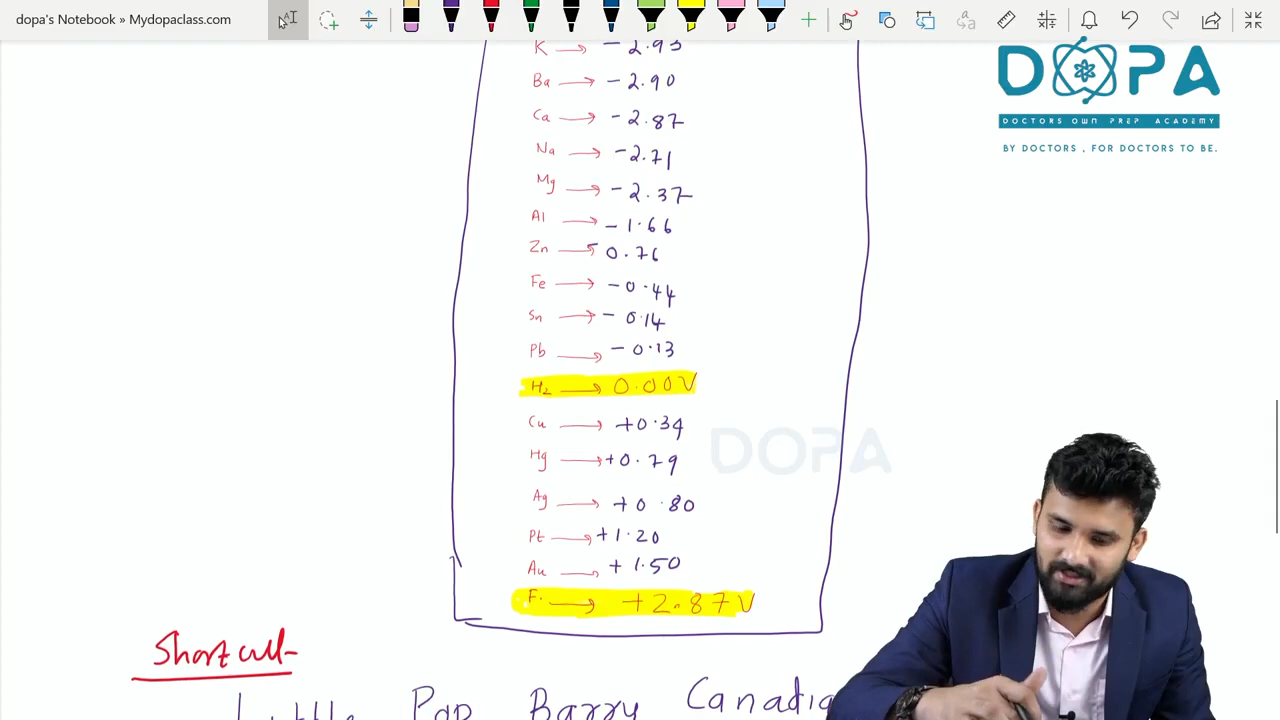 dopa's Notebook » Mydopaclass.com
K → - 2.93
Ba → - 2.90
Ca → - 2.87
Na → - 2.71
Mg → - 2.37
Al → - 1.66
Zn → - 0.76
Fe → - 0.44
Sn → - 0.14
Pb → - 0.13
H2 → 0.00V
Cu → +0.34
Hg → +0.79
Ag → +0.80
Pt → +1.20
Au → +1.50
F. → +2.87V
Shortcut
Little Pop Barry Canadia
DOPA
DOCTORS OWN PREP ACADEMY
BY DOCTORS , FOR DOCTORS TO BE.
DOPA